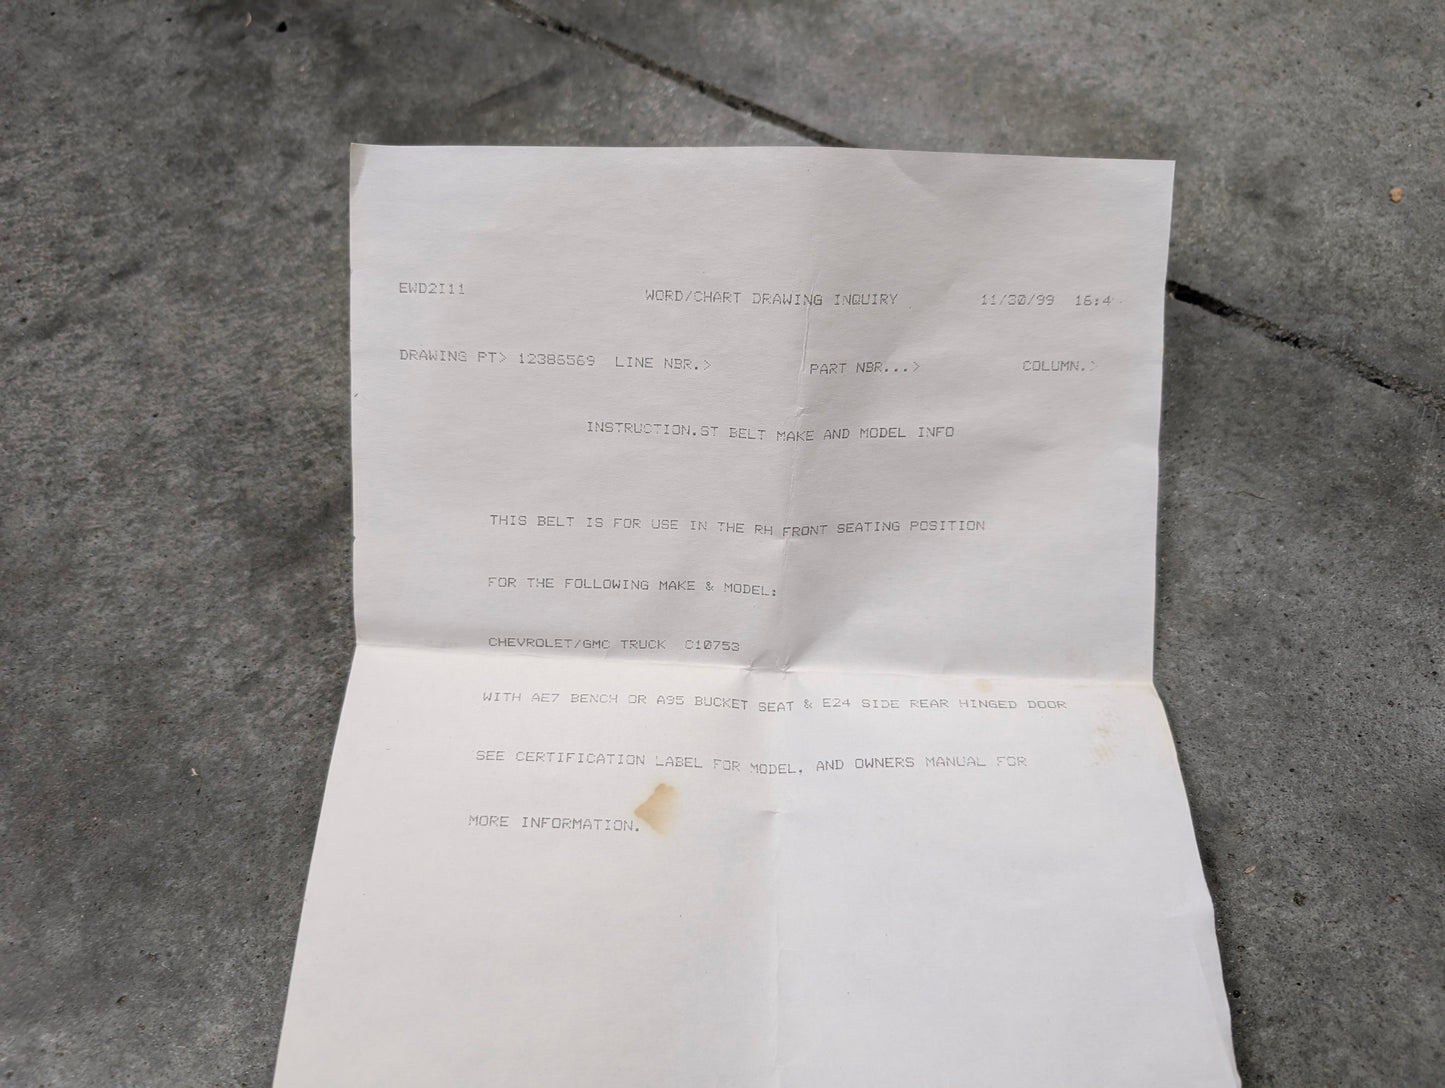 EWD2I11 WORD/CHART DRAWING INQUIRY 11/30/99 16:4
DRAWING PT> 12386569 LINE NBR.> PART NBR...> COLUMN.>
INSTRUCTION.ST BELT MAKE AND MODEL INFO
THIS BELT IS FOR USE IN THE RH FRONT SEATING POSITION
FOR THE FOLLOWING MAKE & MODEL:
CHEVROLET/GMC TRUCK C10753
WITH AE7 BENCH OR A95 BUCKET SEAT & E24 SIDE REAR HINGED DOOR
SEE CERTIFICATION LABEL FOR MODEL, AND OWNERS MANUAL FOR
MORE INFORMATION.